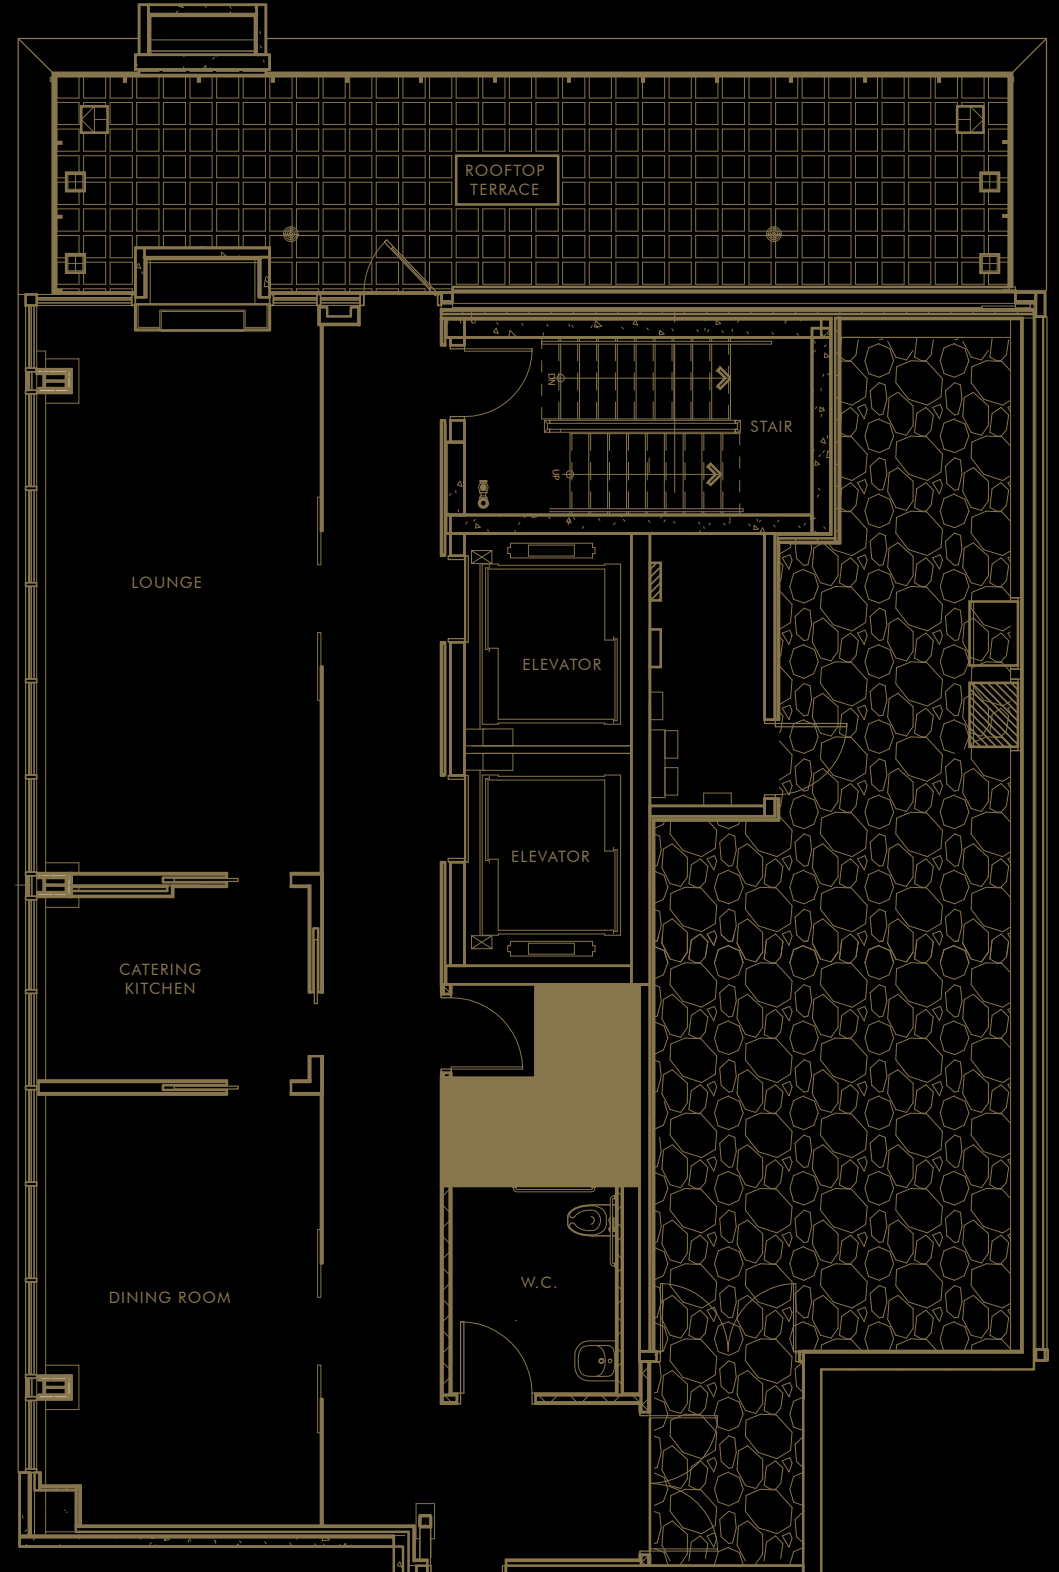 ROOFTOP
TERRACE
DN
STAIR
UP
LOUNGE
ELEVATOR
ELEVATOR
CATERING
KITCHEN
W.C.
DINING ROOM